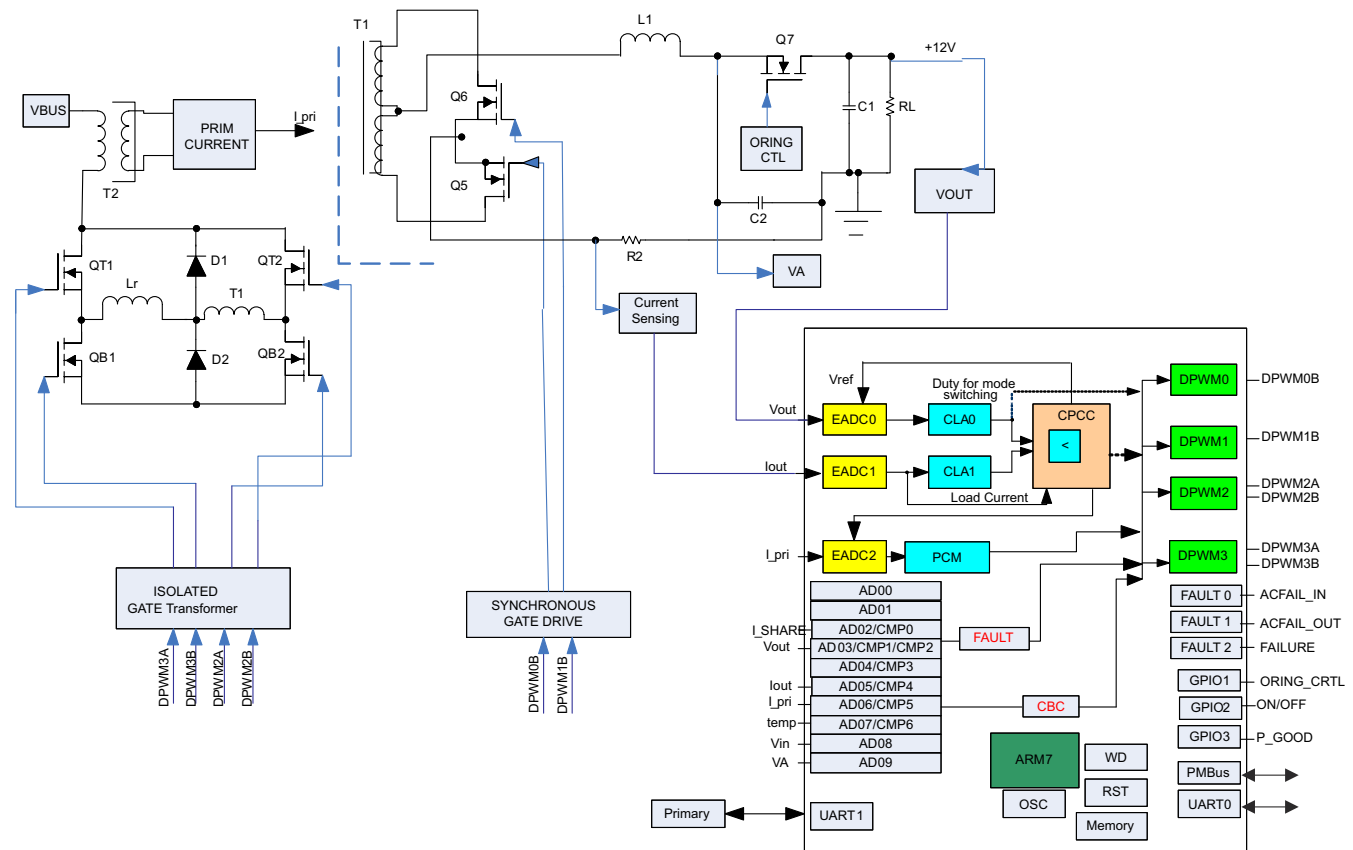 T1
L1
Q7
+12V
VBUS
PRIM
CURRENT
I_pri
T2
Q6
Q5
ORING
CTL
C1
RL
VOUT
C2
R2
VA
Current
Sensing
QT1
D1
QT2
Lr
T1
QB1
D2
QB2
ISOLATED
GATE Transformer
DPWM3A
DPWM3B
DPWM2A
DPWM2B
SYNCHRONOUS
GATE DRIVE
DPWM0B
DPWM1B
Vref
Duty for mode
switching
Vout
EADC0
CLA0
CPCC
<
Iout
EADC1
CLA1
Load Current
I_pri
EADC2
PCM
DPWM0
DPWM0B
DPWM1
DPWM1B
DPWM2
DPWM2A
DPWM2B
DPWM3
DPWM3A
DPWM3B
AD00
AD01
I_SHARE
AD02/CMP0
Vout
AD03/CMP1/CMP2
AD04/CMP3
Iout
AD05/CMP4
I_pri
AD06/CMP5
temp
AD07/CMP6
Vin
AD08
VA
AD09
FAULT
CBC
FAULT 0
ACFAIL_IN
FAULT 1
ACFAIL_OUT
FAULT 2
FAILURE
GPIO1
ORING_CRTL
GPIO2
ON/OFF
GPIO3
P_GOOD
ARM7
WD
OSC
RST
Memory
PMBus
UART0
Primary
UART1